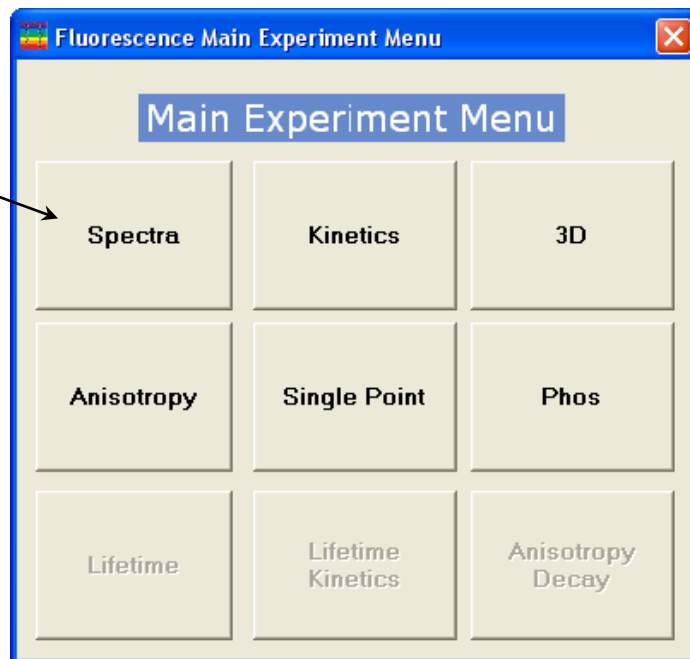 Fluorescence Main Experiment Menu
Main Experiment Menu
Spectra
Kinetics
3D
Anisotropy
Single Point
Phos
Lifetime
Lifetime
Kinetics
Anisotropy
Decay